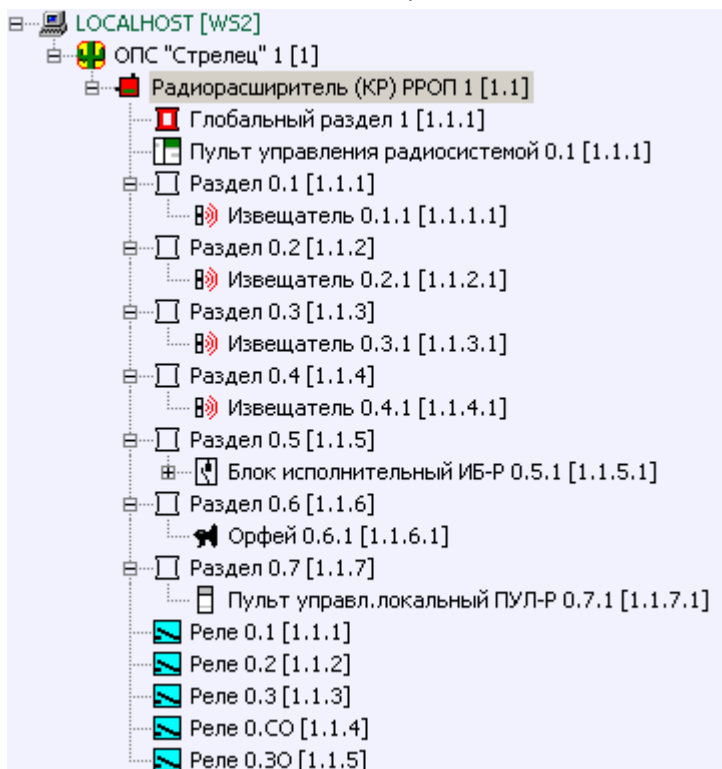 LOCALHOST [WS2]
ОПС "Стрелец" 1 [1]
Радиорасширитель (КР) РРОП 1 [1.1]
Глобальный раздел 1 [1.1.1]
Пульт управления радиосистемой 0.1 [1.1.1]
Раздел 0.1 [1.1.1]
Извещатель 0.1.1 [1.1.1.1]
Раздел 0.2 [1.1.2]
Извещатель 0.2.1 [1.1.2.1]
Раздел 0.3 [1.1.3]
Извещатель 0.3.1 [1.1.3.1]
Раздел 0.4 [1.1.4]
Извещатель 0.4.1 [1.1.4.1]
Раздел 0.5 [1.1.5]
Блок исполнительный ИБ-Р 0.5.1 [1.1.5.1]
Раздел 0.6 [1.1.6]
Орфей 0.6.1 [1.1.6.1]
Раздел 0.7 [1.1.7]
Пульт управл.локальный ПУЛ-Р 0.7.1 [1.1.7.1]
Реле 0.1 [1.1.1]
Реле 0.2 [1.1.2]
Реле 0.3 [1.1.3]
Реле 0.СО [1.1.4]
Реле 0.ЗО [1.1.5]